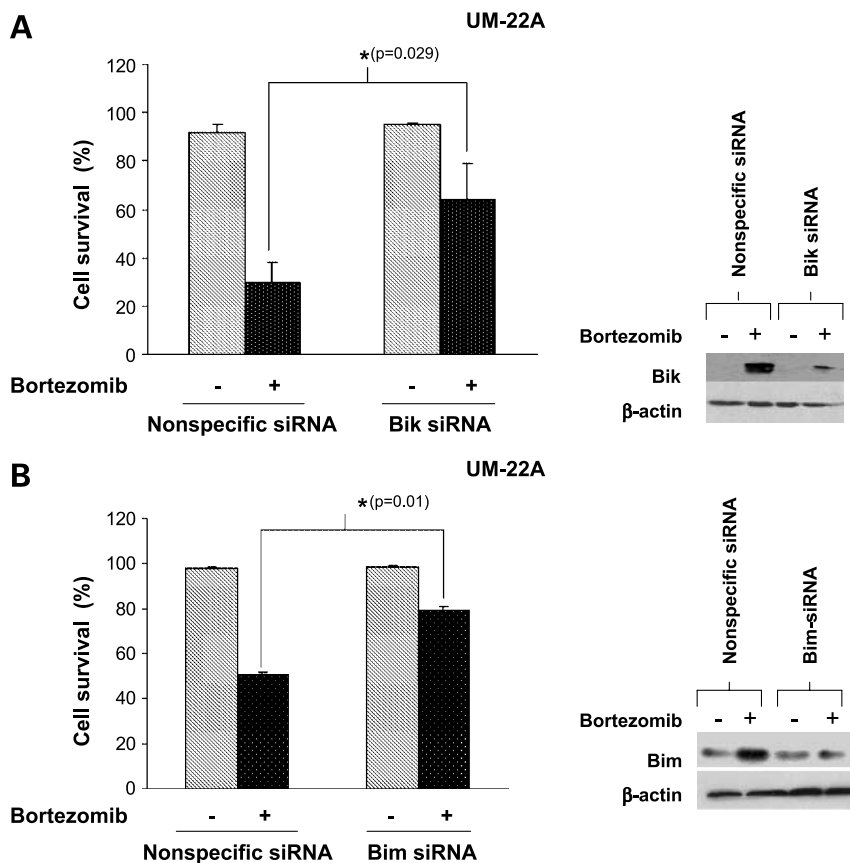 A
UM-22A
*(p=0.029)
120
100
80
60
40
20
0
Cell survival (%)
Bortezomib - + - +
Nonspecific siRNA Bik siRNA
Nonspecific siRNA
Bik siRNA
Bortezomib - + - +
Bik
β-actin
B
UM-22A
*(p=0.01)
120
100
80
60
40
20
0
Cell survival (%)
Bortezomib - + - +
Nonspecific siRNA Bim siRNA
Nonspecific siRNA
Bim-siRNA
Bortezomib - + - +
Bim
β-actin